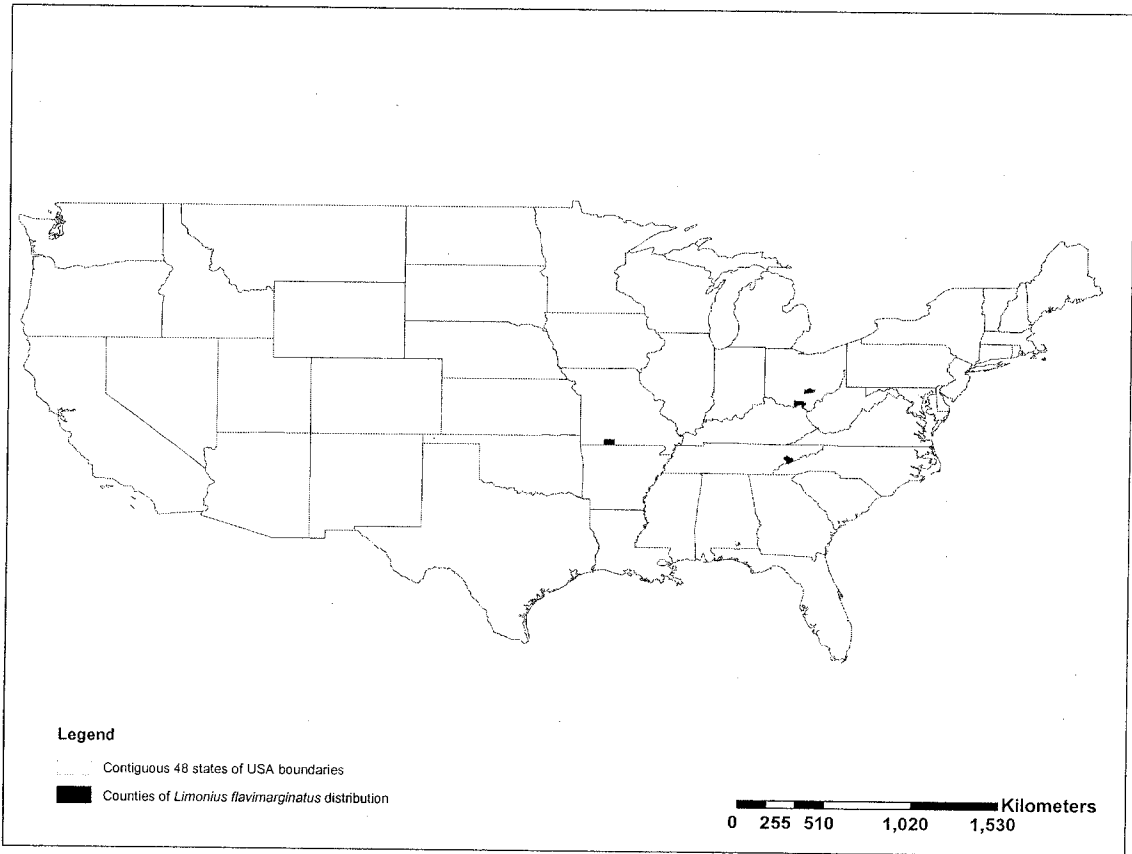 Legend
Contiguous 48 states of USA boundaries
Counties of Limonius flavimarginatus distribution
Kilometers
0 255 510 1,020 1,530